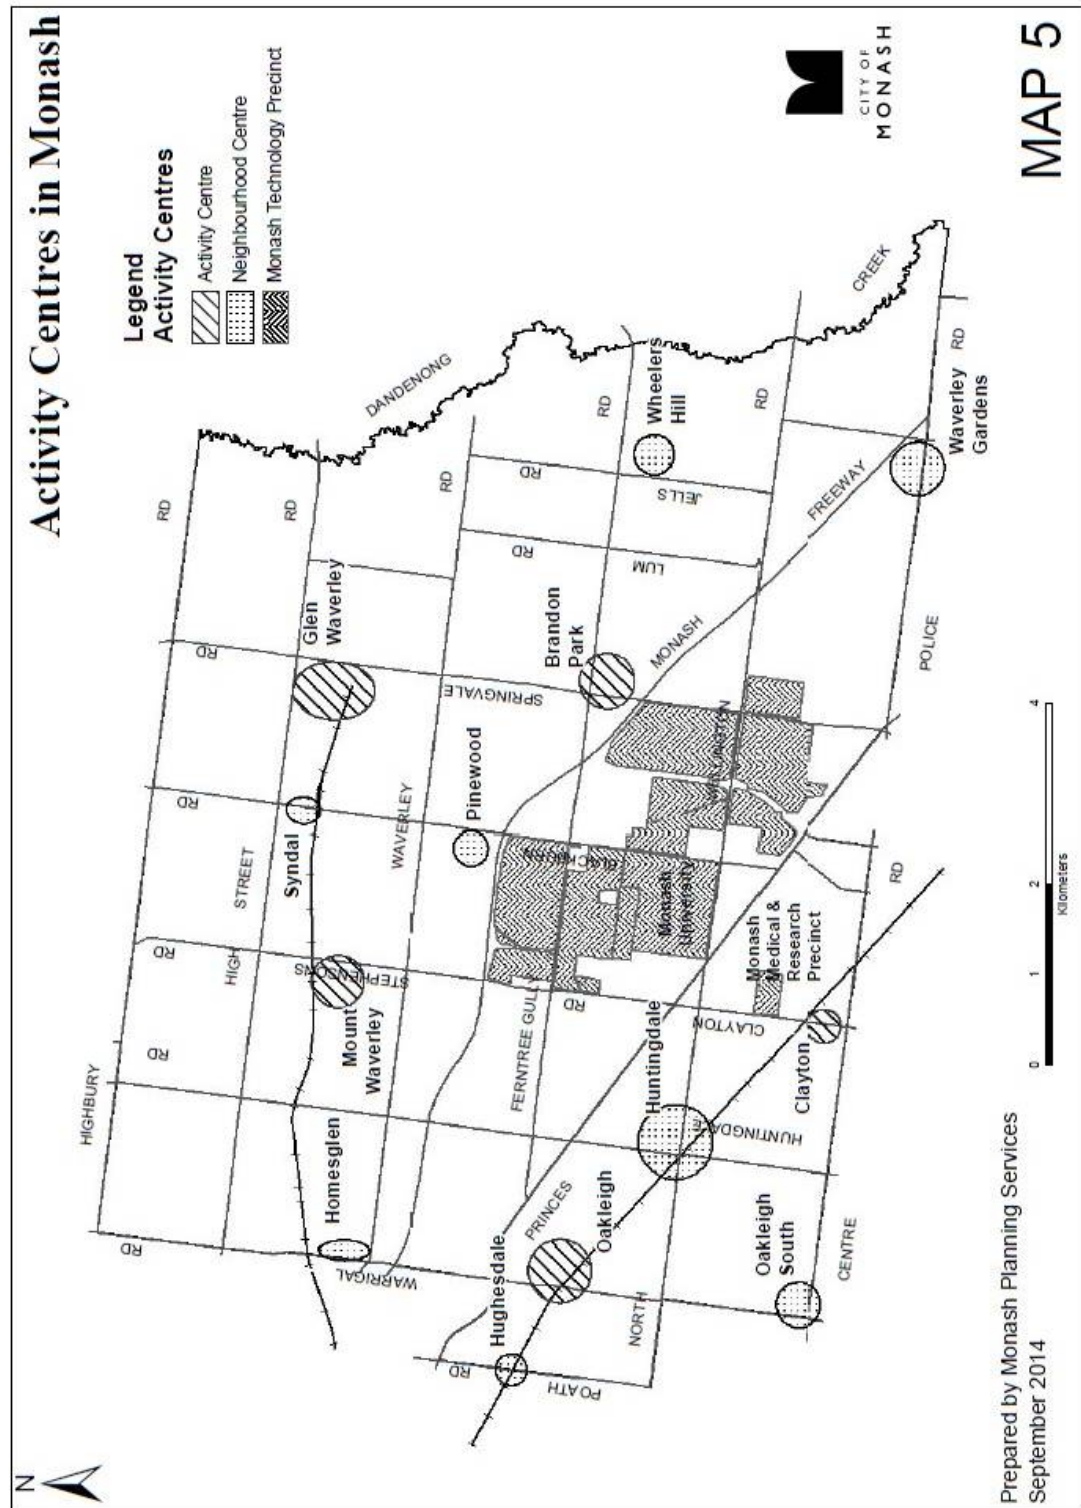 Activity Centres in Monash
N
Legend
Activity Centres
Activity Centre
Neighbourhood Centre
Monash Technology Precinct
CITY OF
MONASH
HIGHBURY
RD
RD
RD
RD
RD
RD
HIGH
STREET
RD
DANDENONG
CREEK
Homesglen
Mount
Waverley
STEPHENSONS
Syndal
Glen
Waverley
WARRIGAL
WAVERLEY
RD
Pinewood
SPRINGVALE
RD
RD
Brandon
Park
LUM
JELLS
Wheelers
Hill
FERNTREE GULLY
RD
RD
BLACKBURN
MONASH
FREEWAY
RD
POATH
Hughesdale
PRINCES
Oakleigh
Huntingdale
HUNTINGDALE
CLAYTON
Monash
University
WELLINGTON
RD
NORTH
Monash
Medical &
Research
Precinct
Oakleigh
South
Clayton
CENTRE
RD
POLICE
RD
Waverley
Gardens
0
1
2
4
Kilometers
Prepared by Monash Planning Services
September 2014
MAP 5